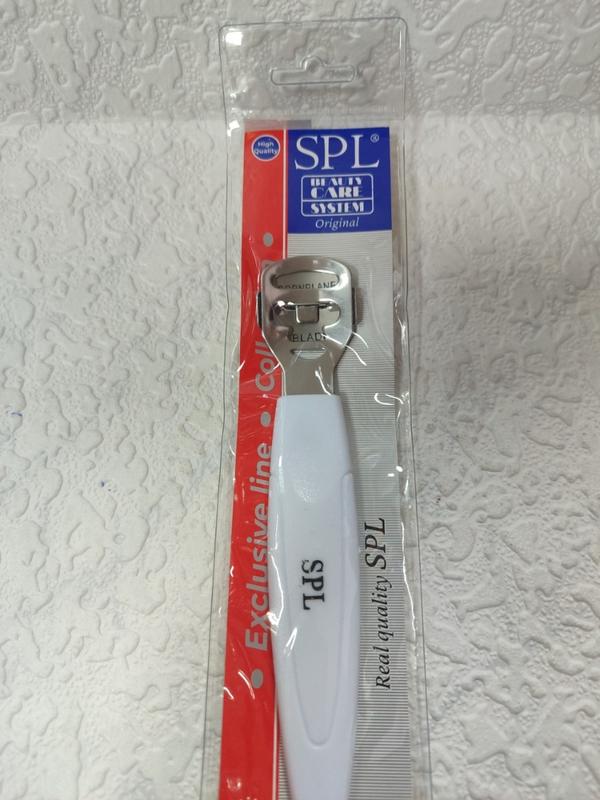 High
Quality
SPL®
BEAUTY
CARE
SYSTEM
Original
CORNPLANE
BLADE
Exclusive line
SPL
Real quality SPL